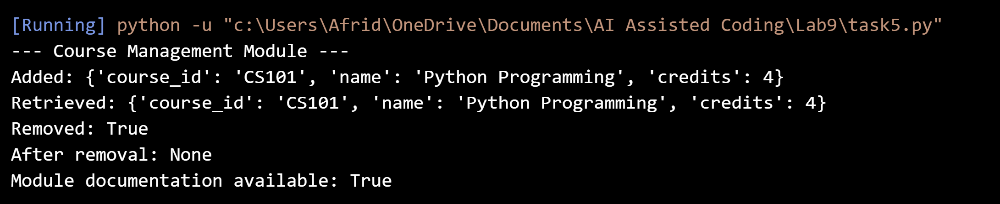 [Running] python -u "c:\Users\Afrid\OneDrive\Documents\AI Assisted Coding\Lab9\task5.py"
--- Course Management Module ---
Added: {'course_id': 'CS101', 'name': 'Python Programming', 'credits': 4}
Retrieved: {'course_id': 'CS101', 'name': 'Python Programming', 'credits': 4}
Removed: True
After removal: None
Module documentation available: True